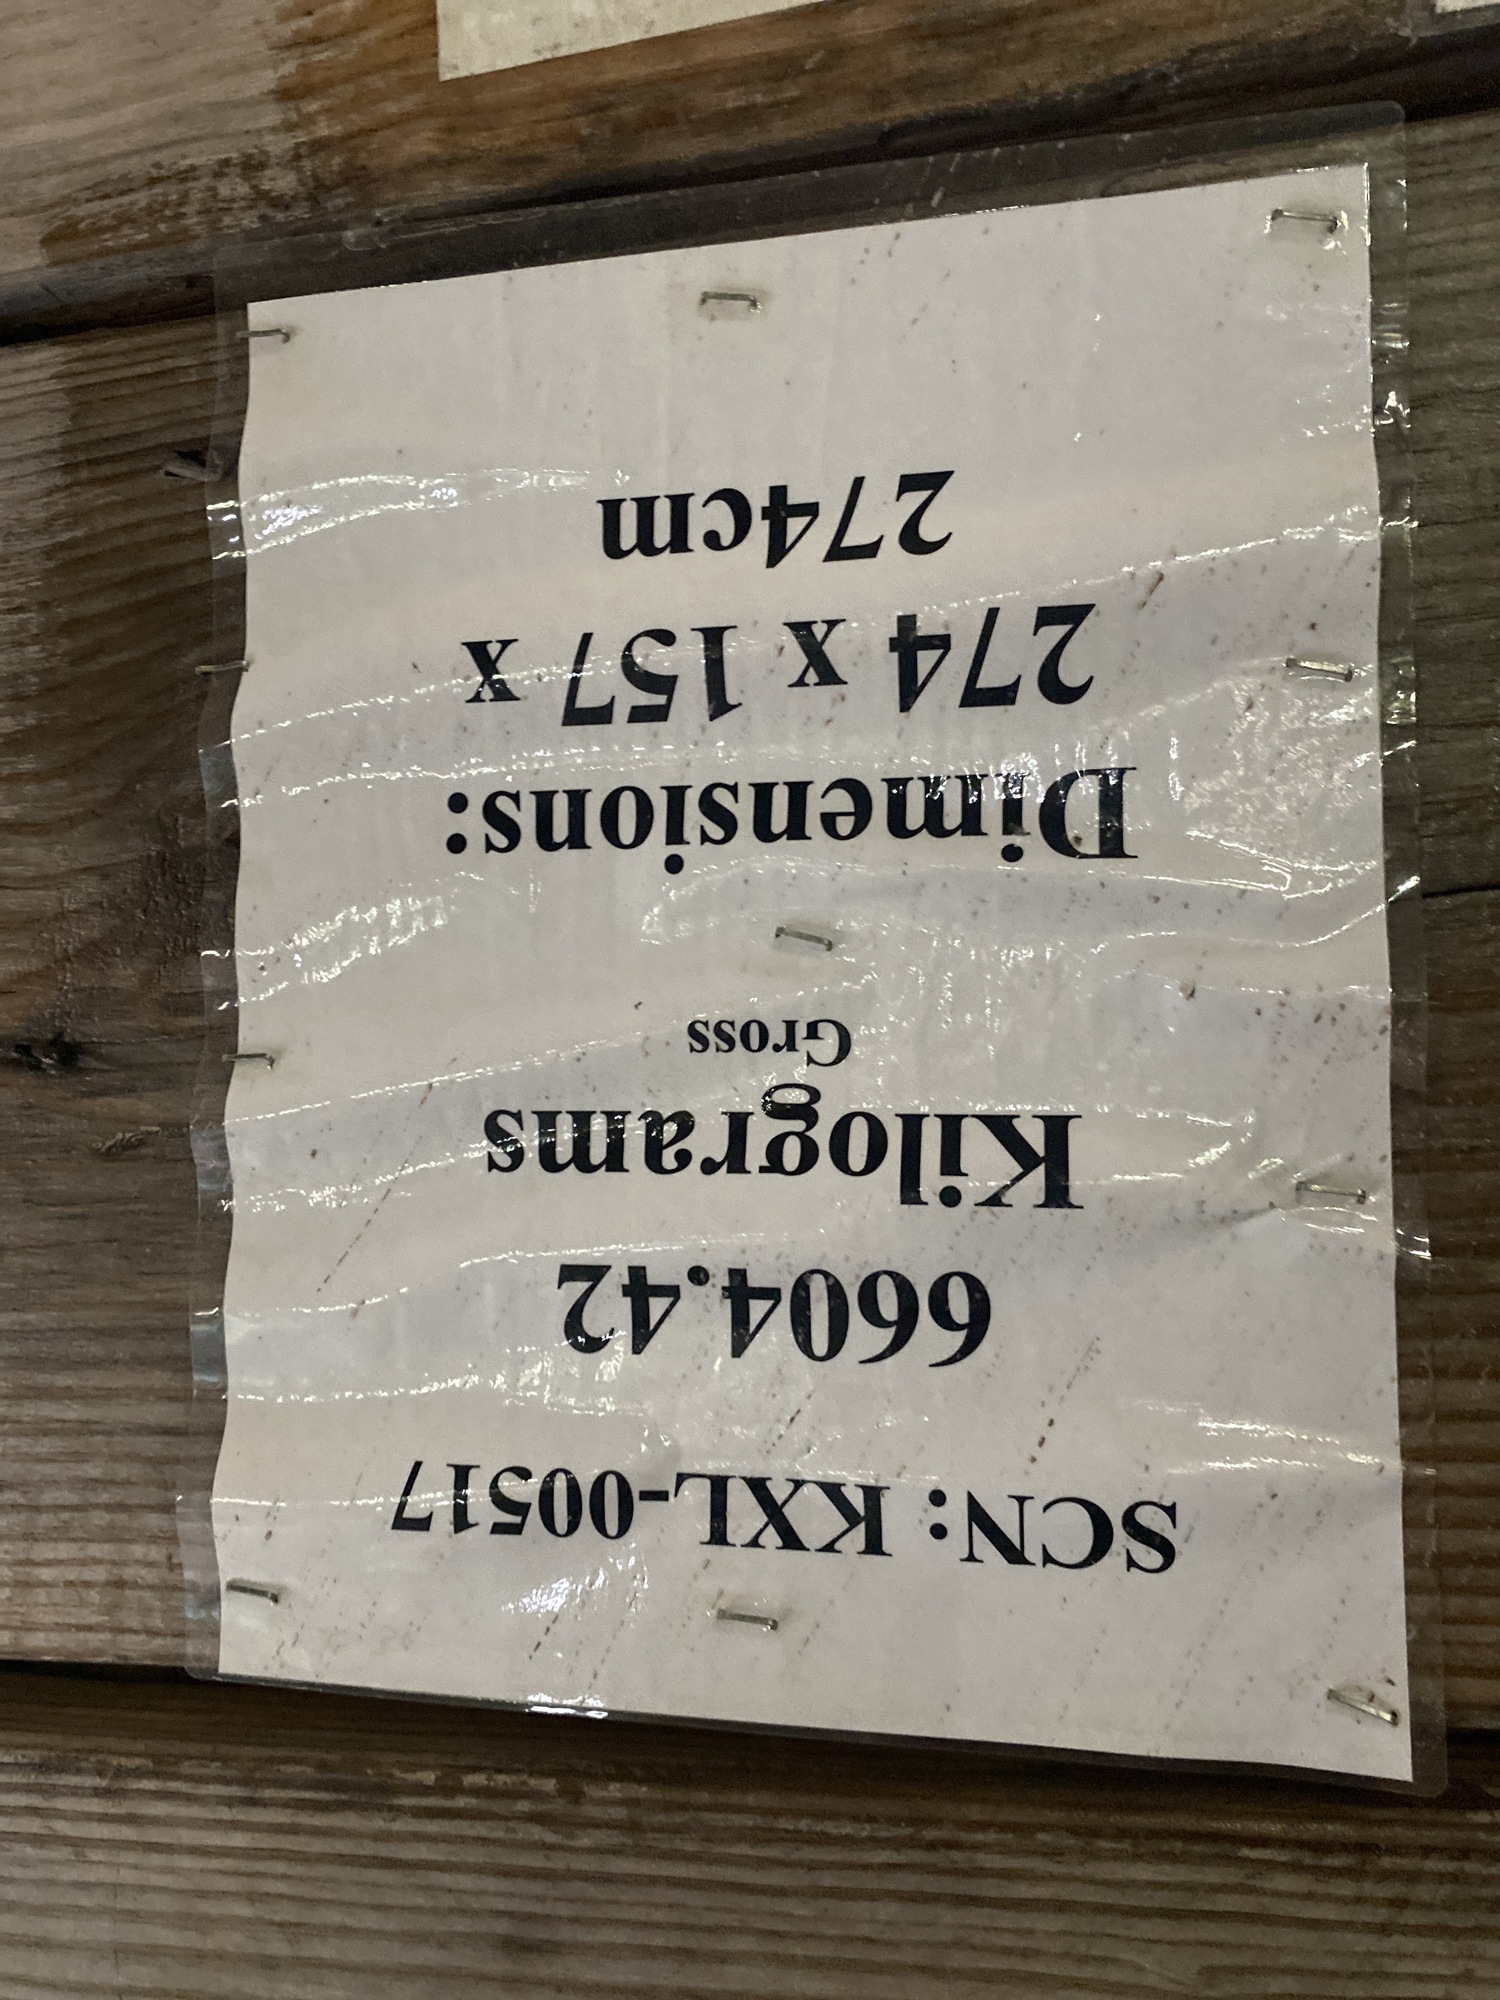 SCN: KXL-00517
6604.42
Kilograms
Gross
Dimensions:
274 x 157 x
274cm